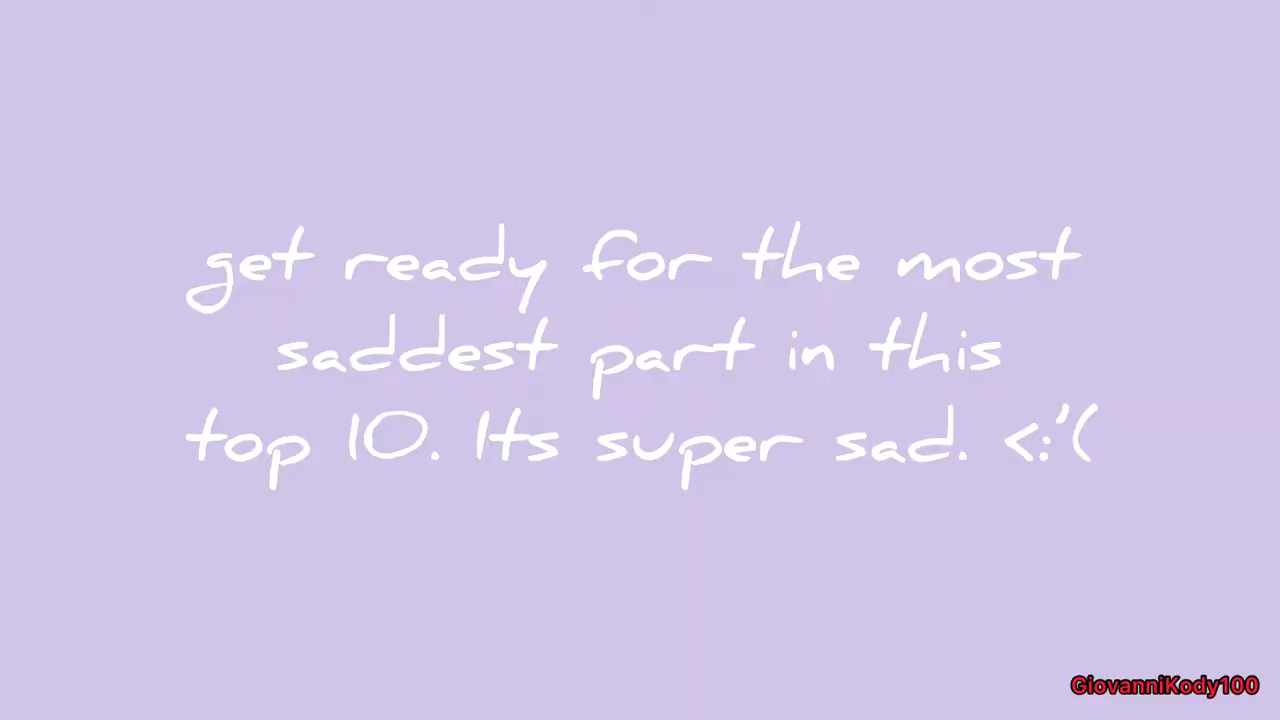 get ready for the most
saddest part in this
top 10. Its super sad. <:'(
GiovanniKody100